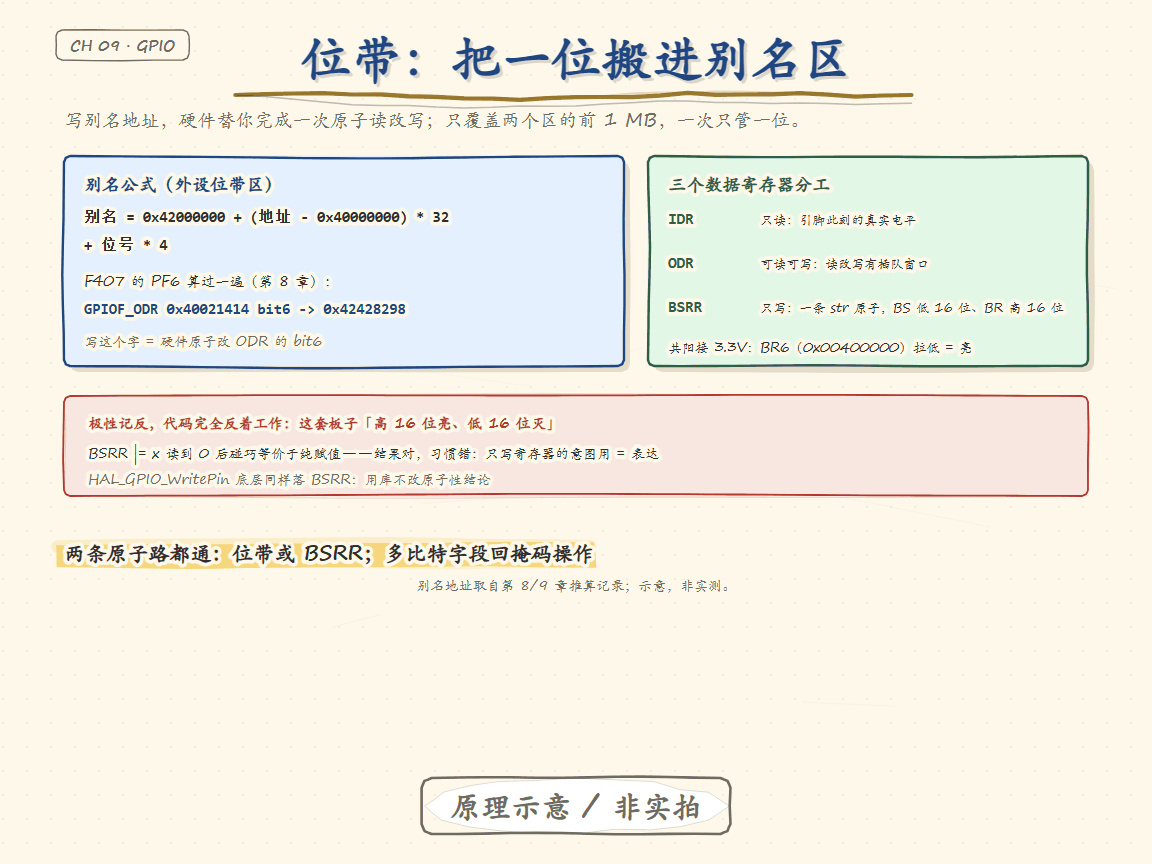 CH 09 · GPIO
位带：把一位搬进别名区
写别名地址，硬件替你完成一次原子读改写；只覆盖两个区的前 1 MB，一次只管一位。
别名公式（外设位带区）
别名 = 0x42000000 + (地址 - 0x40000000) * 32
+ 位号 * 4
F407 的 PF6 算过一遍（第 8 章）：
GPIOF_ODR 0x40021414 bit6 -> 0x42428298
写这个字 = 硬件原子改 ODR 的 bit6
三个数据寄存器分工
IDR 只读：引脚此刻的真实电平
ODR 可读可写：读改写有插队窗口
BSRR 只写：一条 str 原子，BS 低 16 位、BR 高 16 位
共阳接 3.3V：BR6（0x00400000）拉低 = 亮
极性记反，代码完全反着工作：这套板子「高 16 位亮、低 16 位灭」
BSRR |= x 读到 0 后碰巧等价于纯赋值——结果对，习惯错：只写寄存器的意图用 = 表达
HAL_GPIO_WritePin 底层同样落 BSRR：用库不改原子性结论
两条原子路都通：位带或 BSRR；多比特字段回掩码操作
别名地址取自第 8/9 章推算记录；示意，非实测。
原理示意 / 非实拍